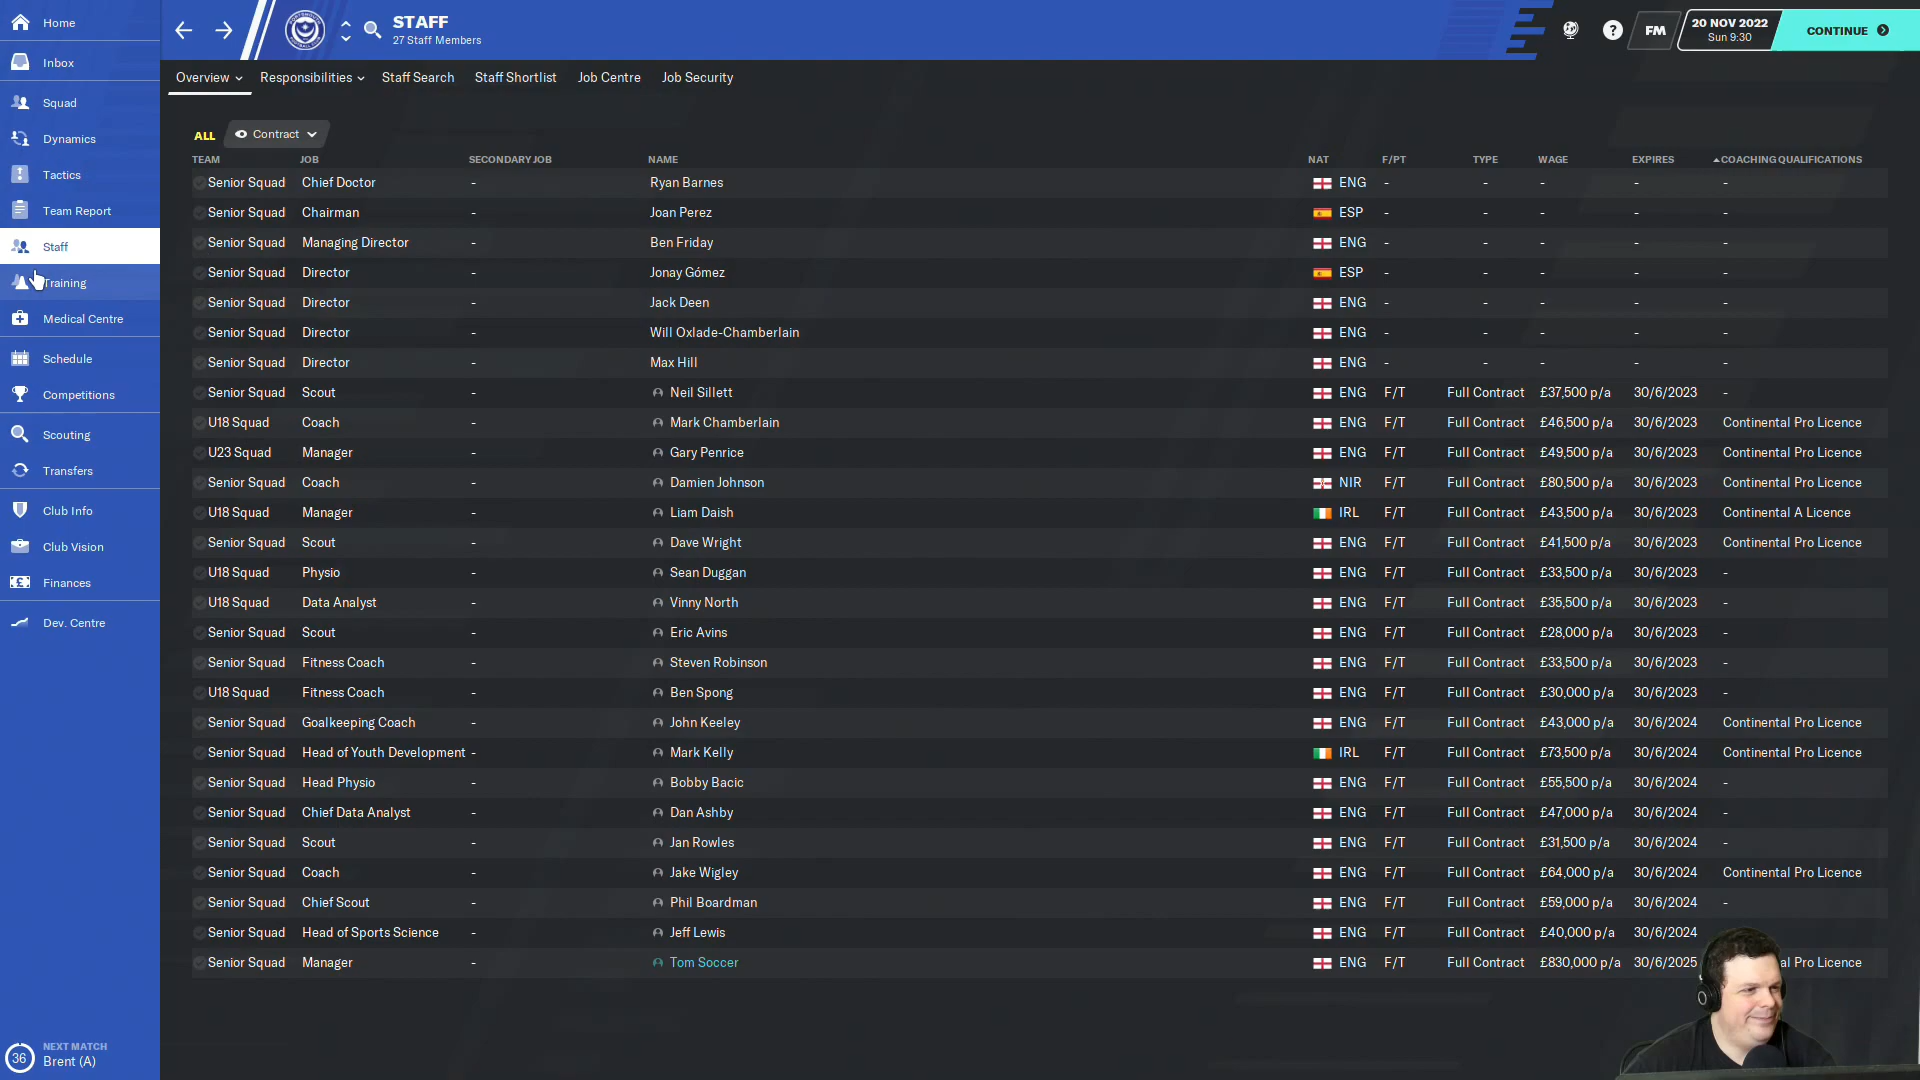 Home
Inbox
Squad
Dynamics
Tactics
Team Report
Staff
Training
Medical Centre
Schedule
Competitions
Scouting
Transfers
Club Info
Club Vision
Finances
Dev. Centre
36 NEXT MATCH
Brent (A)
STAFF
27 Staff Members
? FM 20 NOV 2022 CONTINUE
Sun 9:30
Overview Responsibilities Staff Search Staff Shortlist Job Centre Job Security
ALL Contract
TEAM JOB SECONDARY JOB NAME NAT F/PT TYPE WAGE EXPIRES COACHING QUALIFICATIONS
Senior Squad Chief Doctor - Ryan Barnes ENG - - - - -
Senior Squad Chairman - Joan Perez ESP - - - - -
Senior Squad Managing Director - Ben Friday ENG - - - - -
Senior Squad Director - Jonay Gómez ESP - - - - -
Senior Squad Director - Jack Deen ENG - - - - -
Senior Squad Director - Will Oxlade-Chamberlain ENG - - - - -
Senior Squad Director - Max Hill ENG - - - - -
Senior Squad Scout - Neil Sillett ENG F/T Full Contract £37,500 p/a 30/6/2023 -
U18 Squad Coach - Mark Chamberlain ENG F/T Full Contract £46,500 p/a 30/6/2023 Continental Pro Licence
U23 Squad Manager - Gary Penrice ENG F/T Full Contract £49,500 p/a 30/6/2023 Continental Pro Licence
Senior Squad Coach - Damien Johnson NIR F/T Full Contract £80,500 p/a 30/6/2023 Continental Pro Licence
U18 Squad Manager - Liam Daish IRL F/T Full Contract £43,500 p/a 30/6/2023 Continental A Licence
Senior Squad Scout - Dave Wright ENG F/T Full Contract £41,500 p/a 30/6/2023 Continental Pro Licence
U18 Squad Physio - Sean Duggan ENG F/T Full Contract £33,500 p/a 30/6/2023 -
U18 Squad Data Analyst - Vinny North ENG F/T Full Contract £35,500 p/a 30/6/2023 -
Senior Squad Scout - Eric Avins ENG F/T Full Contract £28,000 p/a 30/6/2023 -
Senior Squad Fitness Coach - Steven Robinson ENG F/T Full Contract £33,500 p/a 30/6/2023 -
U18 Squad Fitness Coach - Ben Spong ENG F/T Full Contract £30,000 p/a 30/6/2023 -
Senior Squad Goalkeeping Coach - John Keeley ENG F/T Full Contract £43,000 p/a 30/6/2024 Continental Pro Licence
Senior Squad Head of Youth Development - Mark Kelly IRL F/T Full Contract £73,500 p/a 30/6/2024 Continental Pro Licence
Senior Squad Head Physio - Bobby Bacic ENG F/T Full Contract £55,500 p/a 30/6/2024 -
Senior Squad Chief Data Analyst - Dan Ashby ENG F/T Full Contract £47,000 p/a 30/6/2024 -
Senior Squad Scout - Jan Rowles ENG F/T Full Contract £31,500 p/a 30/6/2024 -
Senior Squad Coach - Jake Wigley ENG F/T Full Contract £64,000 p/a 30/6/2024 Continental Pro Licence
Senior Squad Chief Scout - Phil Boardman ENG F/T Full Contract £59,000 p/a 30/6/2024 -
Senior Squad Head of Sports Science - Jeff Lewis ENG F/T Full Contract £40,000 p/a 30/6/2024
Senior Squad Manager - Tom Soccer ENG F/T Full Contract £830,000 p/a 30/6/2025 al Pro Licence